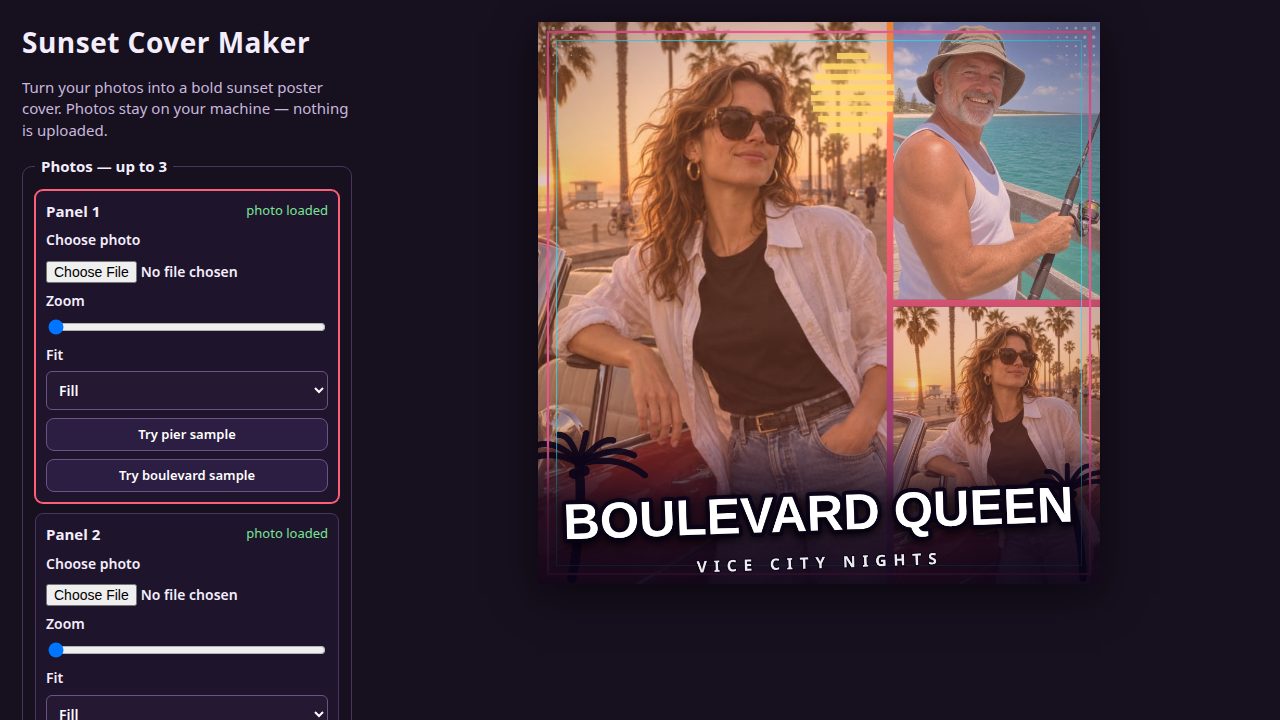 Sunset Cover Maker
Turn your photos into a bold sunset poster
cover. Photos stay on your machine — nothing
is uploaded.
Photos — up to 3
Panel 1
photo loaded
Choose photo
Choose File No file chosen
Zoom
Fit
Fill
Try pier sample
Try boulevard sample
Panel 2
photo loaded
Choose photo
Choose File No file chosen
Zoom
Fit
Fill
BOULEVARD QUEEN
VICE CITY NIGHTS